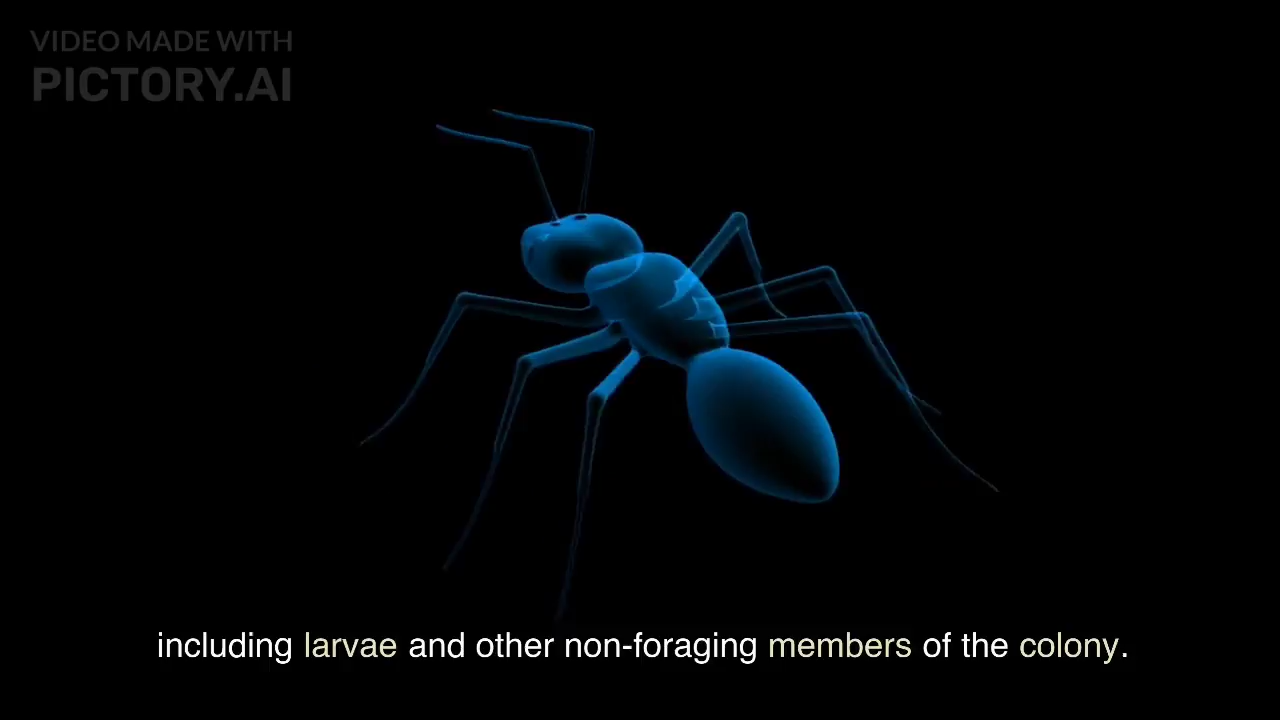 VIDEO MADE WITH
PICTORY.AI
including larvae and other non-foraging members of the colony.